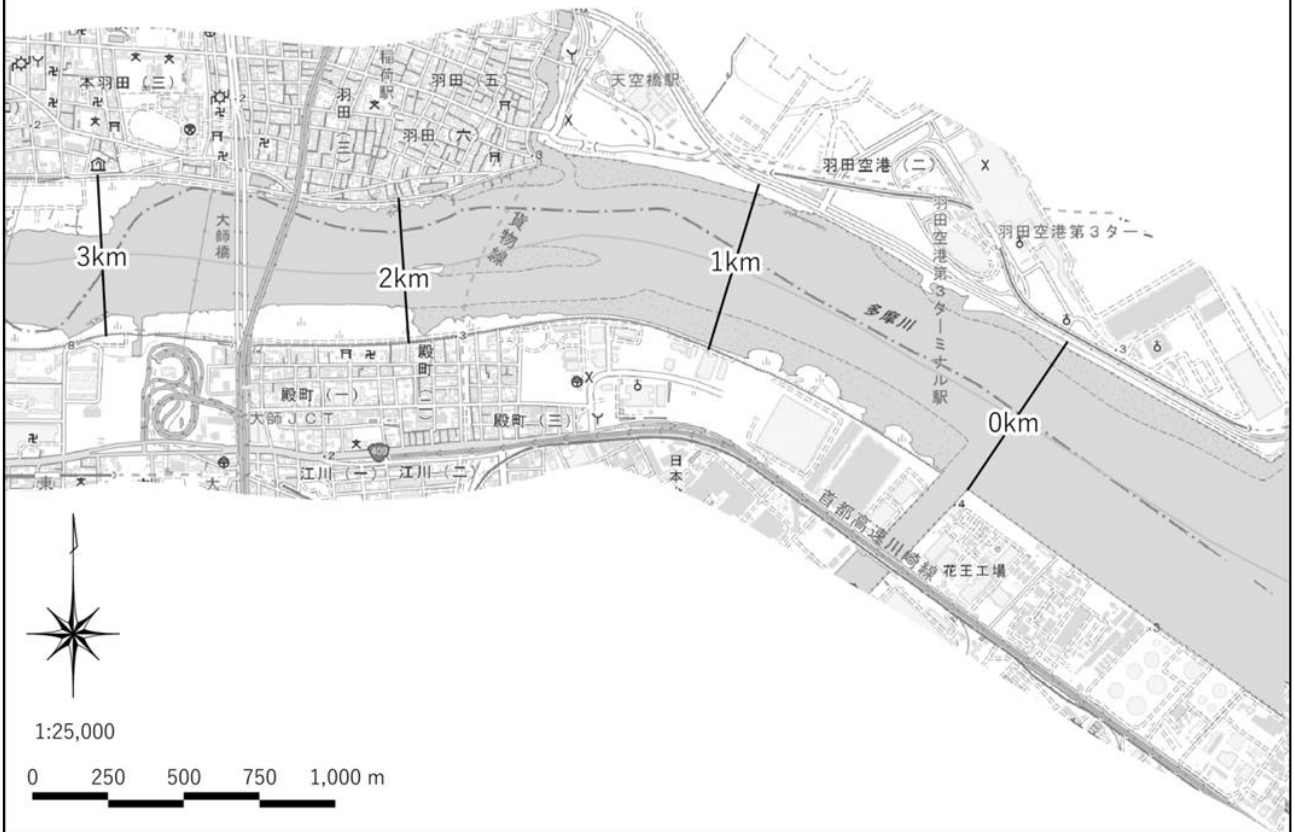 本羽田(三)
稲荷駅
羽田(三)
羽田(五)
羽田(六)
天空橋駅
羽田空港(二)
羽田空港第3ター
羽田空港第3ターミナル駅
貨物線
大師橋
3km
2km
1km
0km
多摩川
殿町(一)
殿町(二)
殿町(三)
大師JCT
江川(一)
江川(二)
東
大
日本
首都高速川崎線
花王工場
1:25,000
0 250 500 750 1,000 m